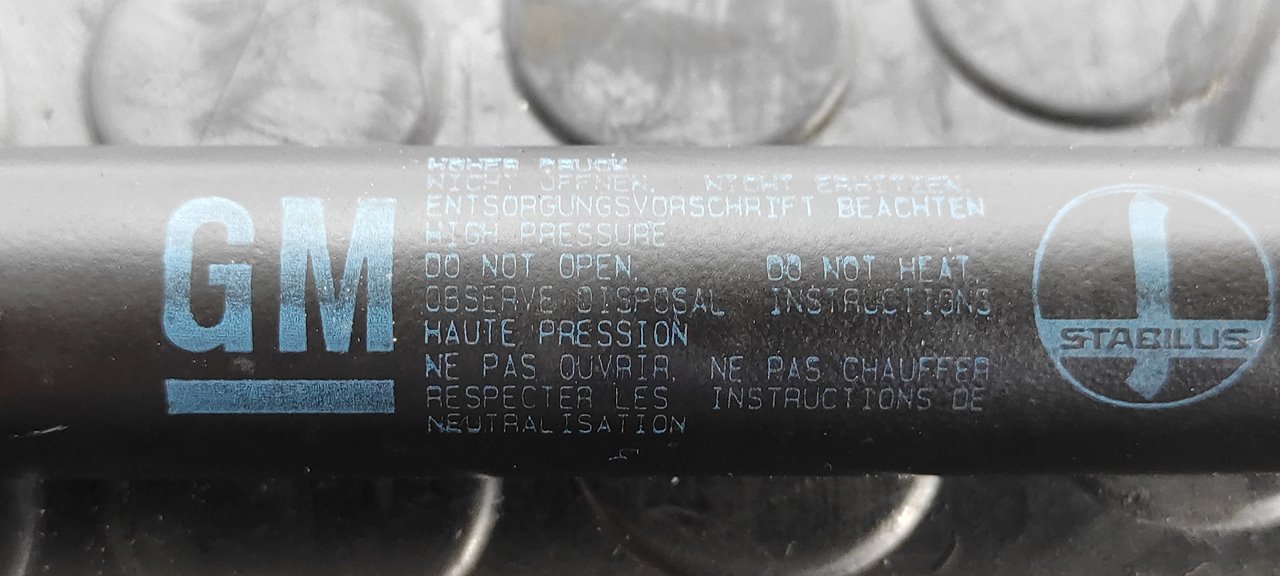 GM
HOHER DRUCK
NICHT ÖFFNEN. NICHT ERHITZEN.
ENTSORGUNGSVORSCHRIFT BEACHTEN
HIGH PRESSURE
DO NOT OPEN. DO NOT HEAT.
OBSERVE DISPOSAL INSTRUCTIONS
HAUTE PRESSION
NE PAS OUVRIR. NE PAS CHAUFFER
RESPECTER LES INSTRUCTIONS DE
NEUTRALISATION
STABILUS